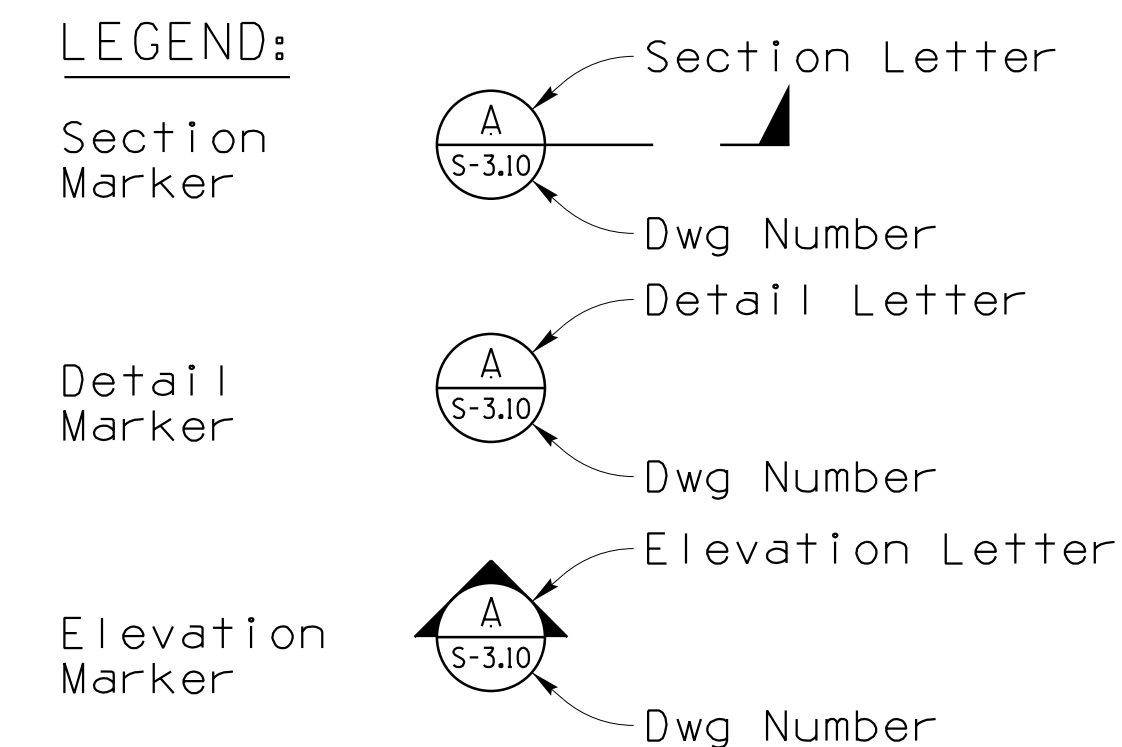 LEGEND:
Section Letter
Section
Marker
A
S-3.10
Dwg Number
Detail Letter
Detail
Marker
A
S-3.10
Dwg Number
Elevation Letter
Elevation
Marker
A
S-3.10
Dwg Number